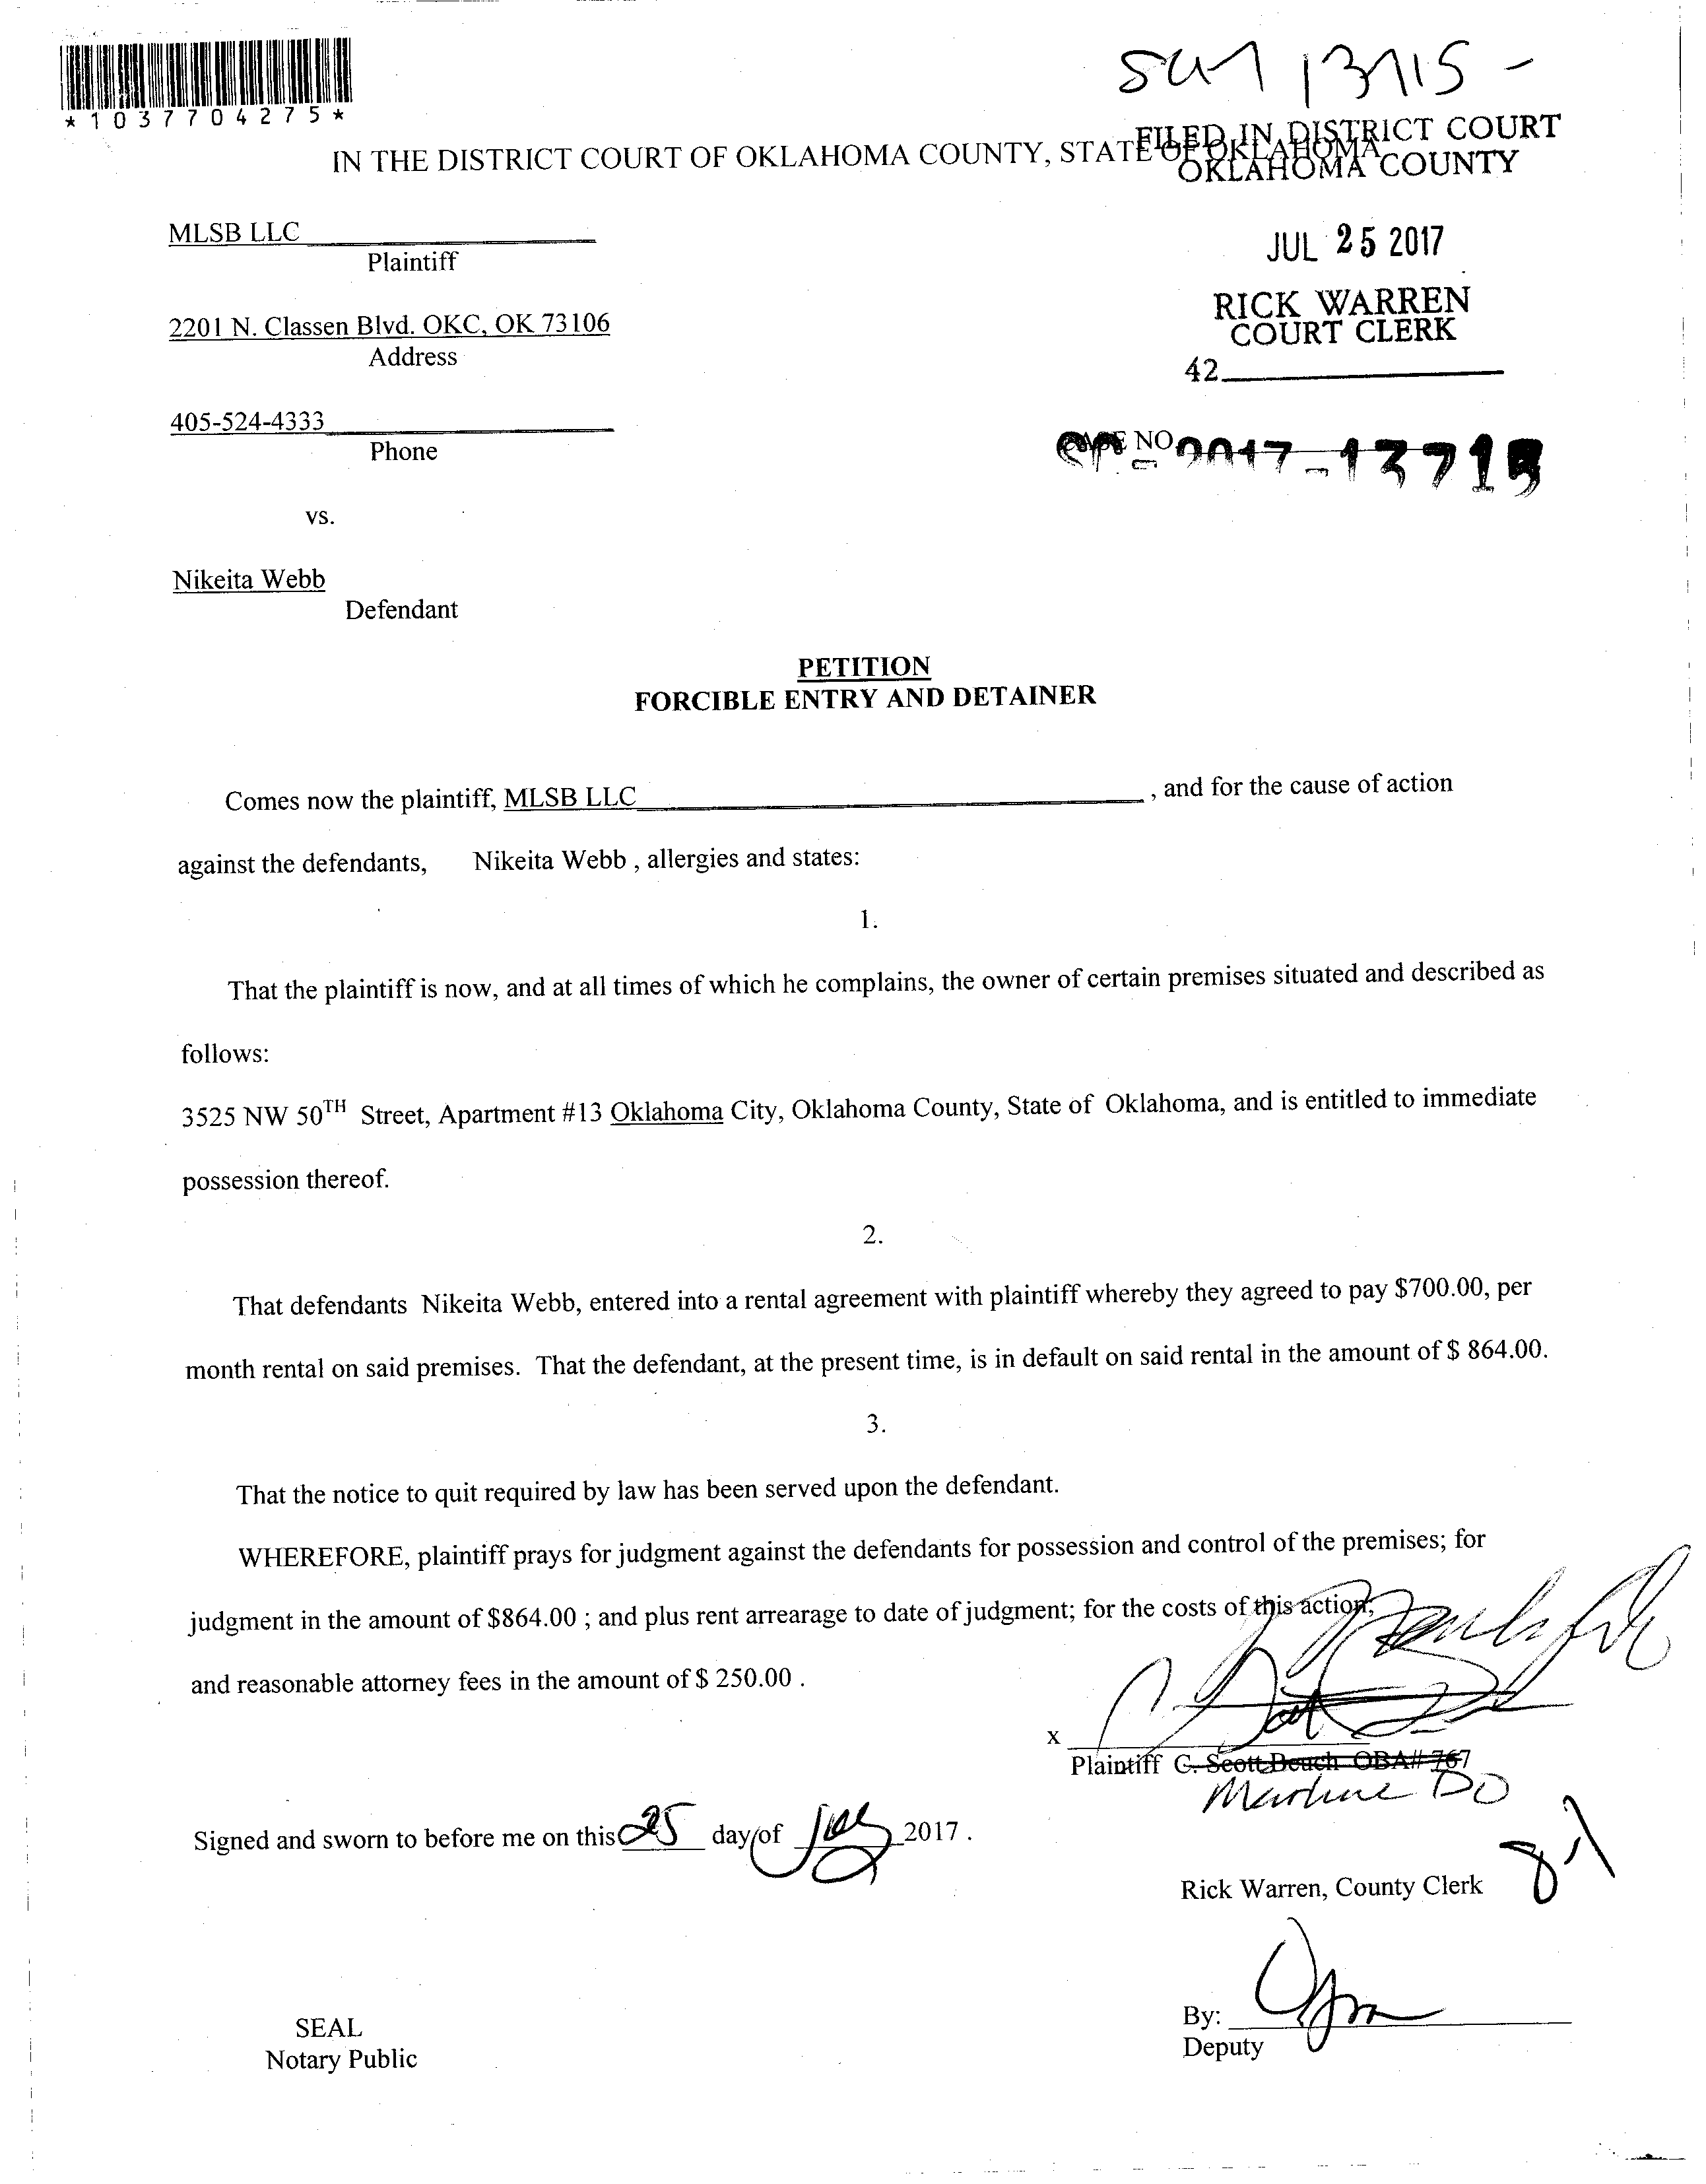 *1037704275*
13715 -
IN THE DISTRICT COURT OF OKLAHOMA COUNTY, STATE OF OKLAHOMA
FILED IN DISTRICT COURT
OKLAHOMA COUNTY
MLSB LLC
Plaintiff
JUL 25 2017
2201 N. Classen Blvd. OKC, OK 73106
Address
RICK WARREN
COURT CLERK
42
405-524-4333
Phone
NO. 2017-13715
vs.
Nikeita Webb
Defendant
PETITION
FORCIBLE ENTRY AND DETAINER
Comes now the plaintiff, MLSB LLC , and for the cause of action
against the defendants, Nikeita Webb , allergies and states:
1.
That the plaintiff is now, and at all times of which he complains, the owner of certain premises situated and described as
follows:
3525 NW 50TH Street, Apartment #13 Oklahoma City, Oklahoma County, State of Oklahoma, and is entitled to immediate
possession thereof.
2.
That defendants Nikeita Webb, entered into a rental agreement with plaintiff whereby they agreed to pay $700.00, per
month rental on said premises. That the defendant, at the present time, is in default on said rental in the amount of $ 864.00.
3.
That the notice to quit required by law has been served upon the defendant.
WHEREFORE, plaintiff prays for judgment against the defendants for possession and control of the premises; for
judgment in the amount of $864.00 ; and plus rent arrearage to date of judgment; for the costs of this action;
and reasonable attorney fees in the amount of $ 250.00 .
x
Plaintiff C. Scott OBA# 767
Signed and sworn to before me on this 25 day of July 2017 .
Rick Warren, County Clerk
By:
Deputy
SEAL
Notary Public